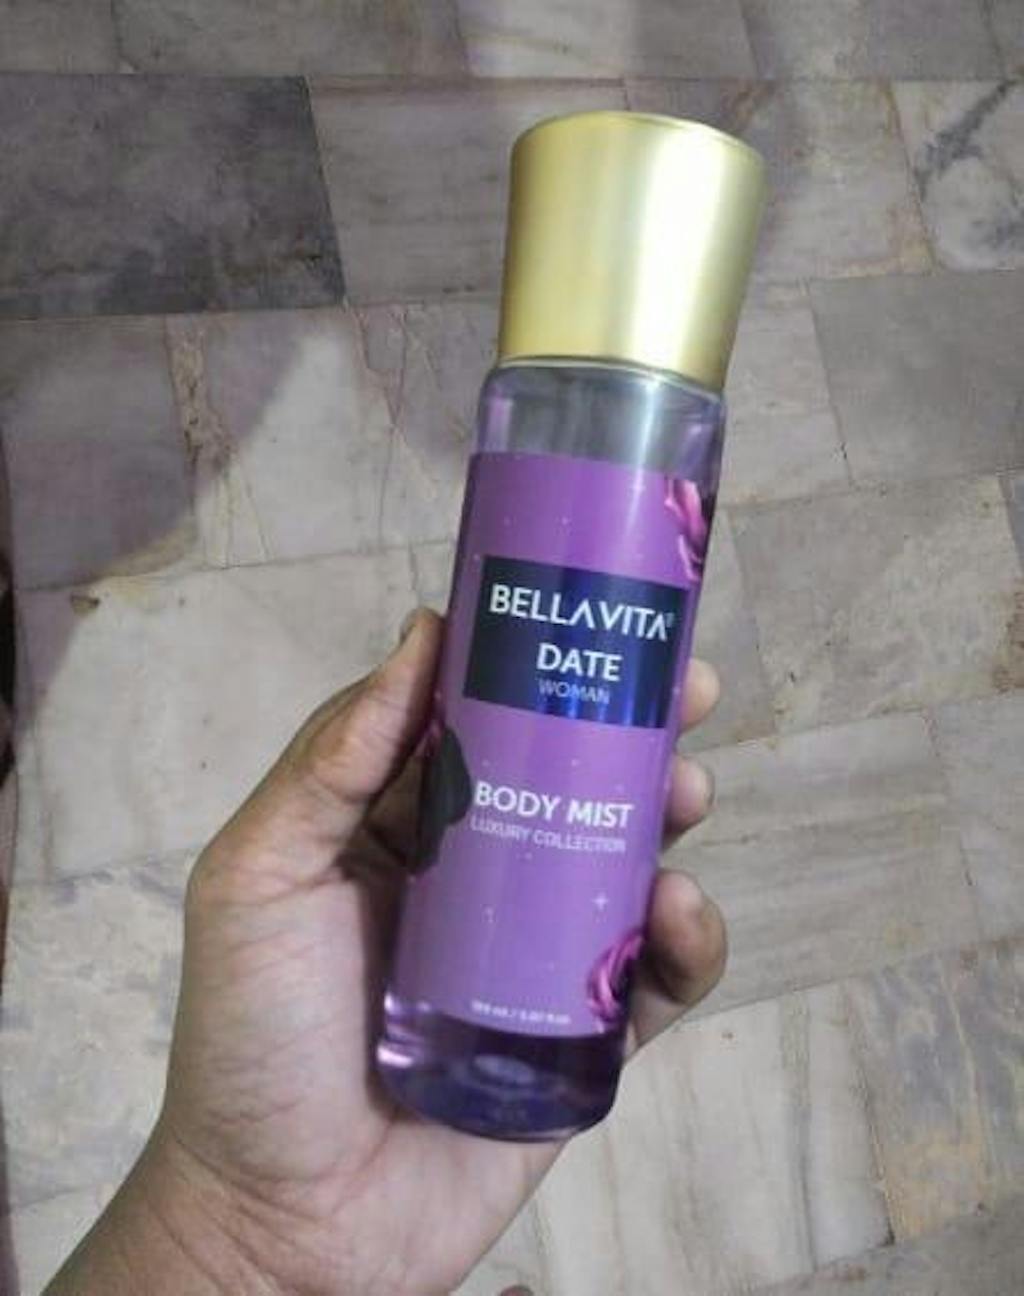 BELLAVITA®
DATE
WOMAN
BODY MIST
LUXURY COLLECTION